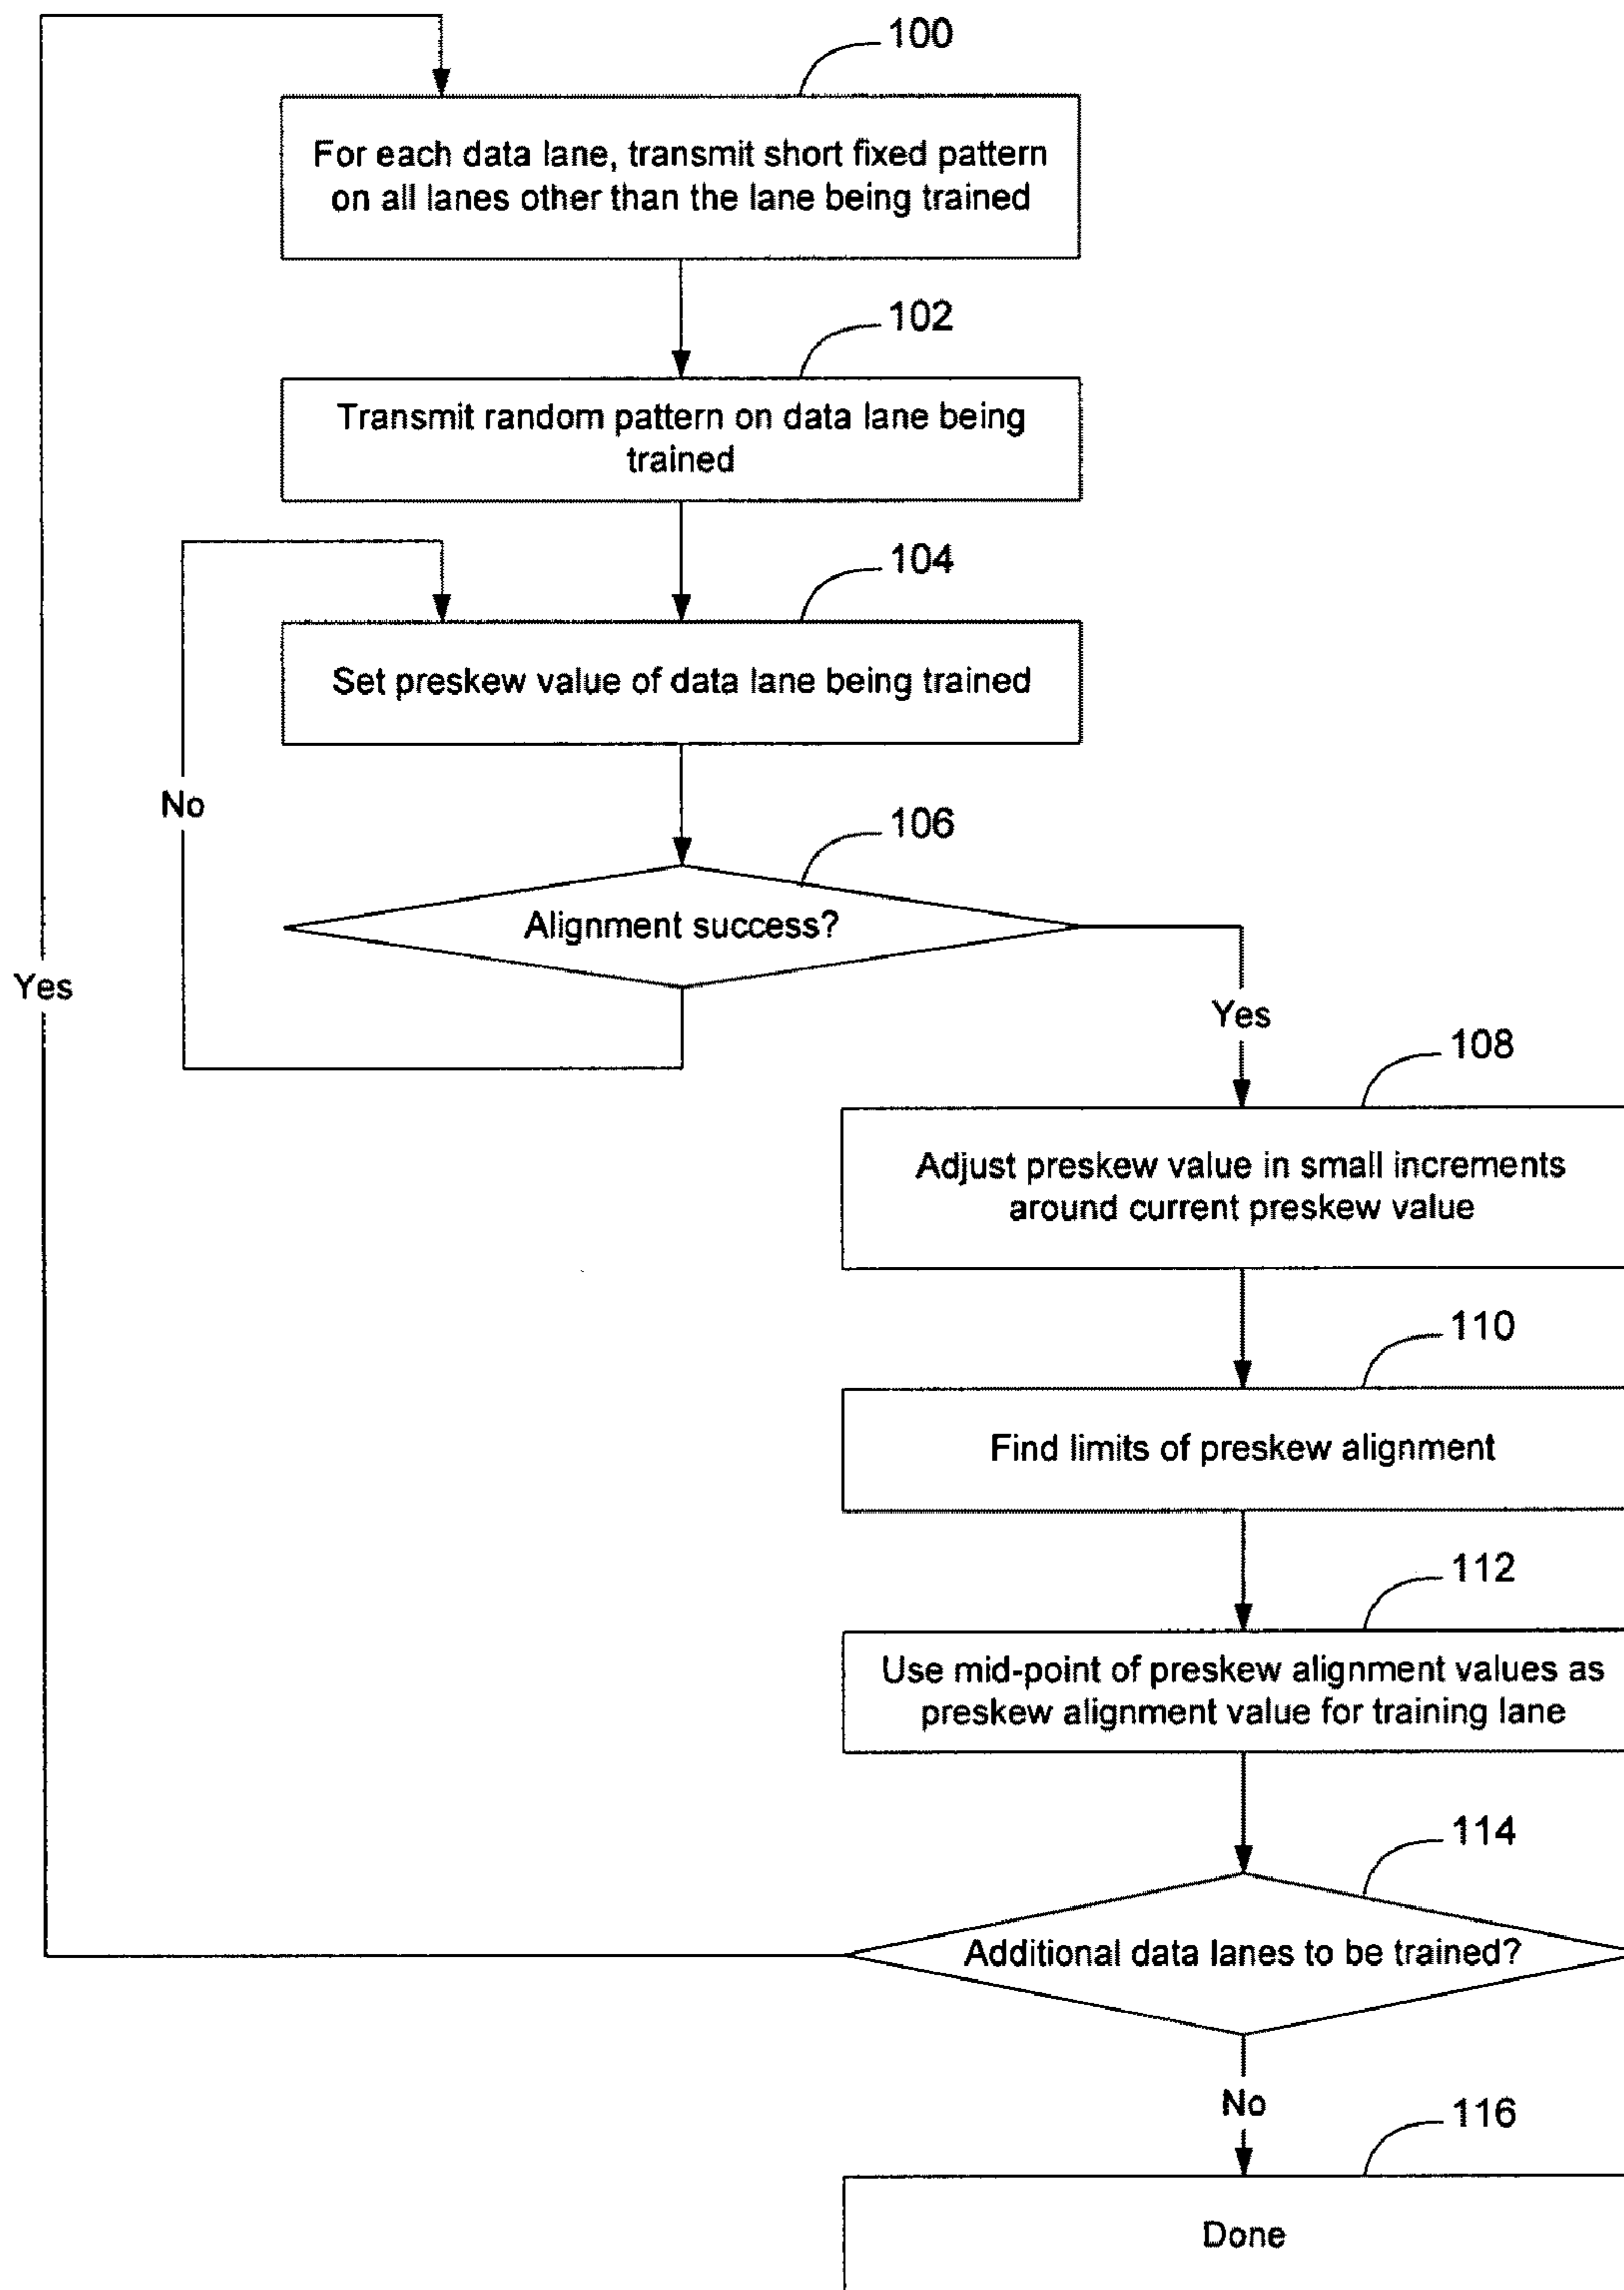 100
For each data lane, transmit short fixed pattern
on all lanes other than the lane being trained
102
Transmit random pattern on data lane being
trained
104
Set preskew value of data lane being trained
No
106
Alignment success?
Yes
Yes
108
Adjust preskew value in small increments
around current preskew value
110
Find limits of preskew alignment
112
Use mid-point of preskew alignment values as
preskew alignment value for training lane
114
Additional data lanes to be trained?
No
116
Done